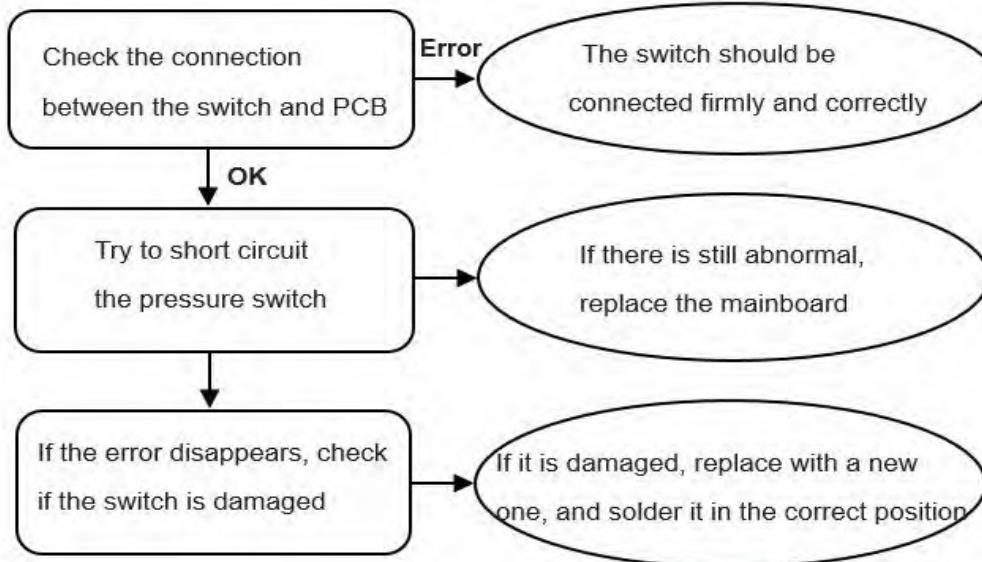 Check the connection
between the switch and PCB
Error
The switch should be
connected firmly and correctly
OK
Try to short circuit
the pressure switch
If there is still abnormal,
replace the mainboard
If the error disappears, check
if the switch is damaged
If it is damaged, replace with a new
one, and solder it in the correct position